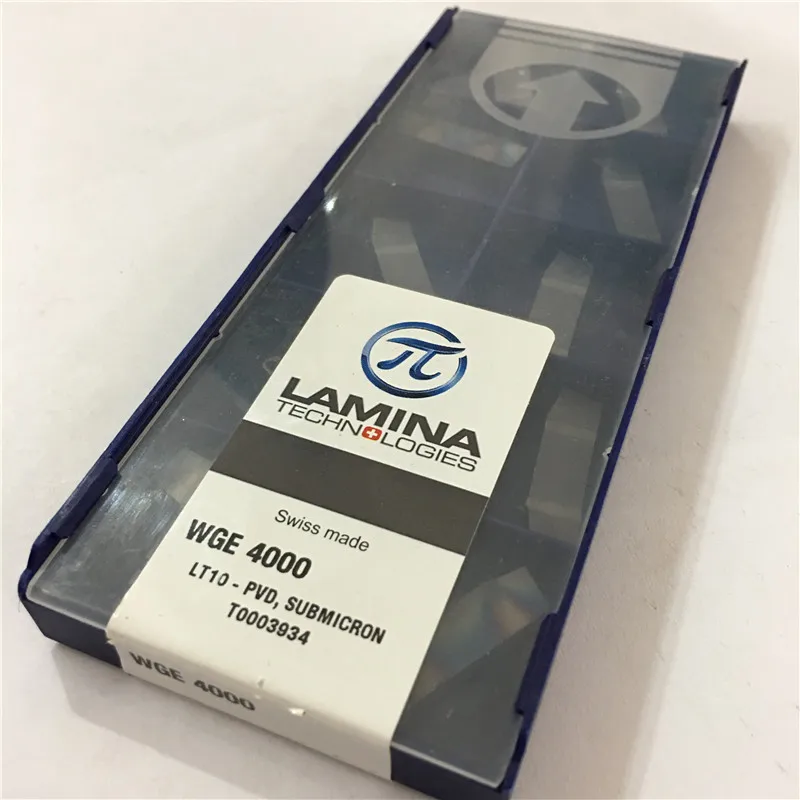 π
LAMINA
TECHNOLOGIES
Swiss made
WGE 4000
LT10 - PVD, SUBMICRON
T0003934
WGE 4000